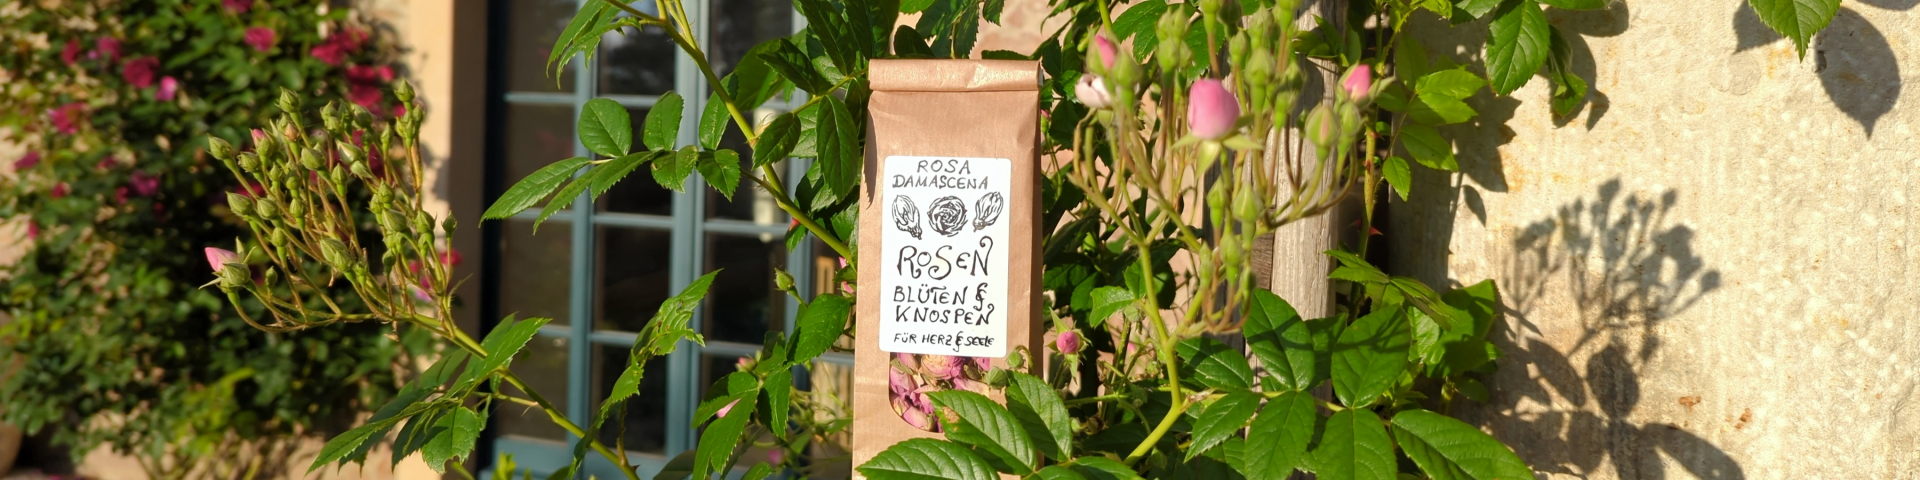 ROSA
DAMASCENA
ROSEN
BLÜTEN &
KNOSPEN
FÜR HERZ & SEELE